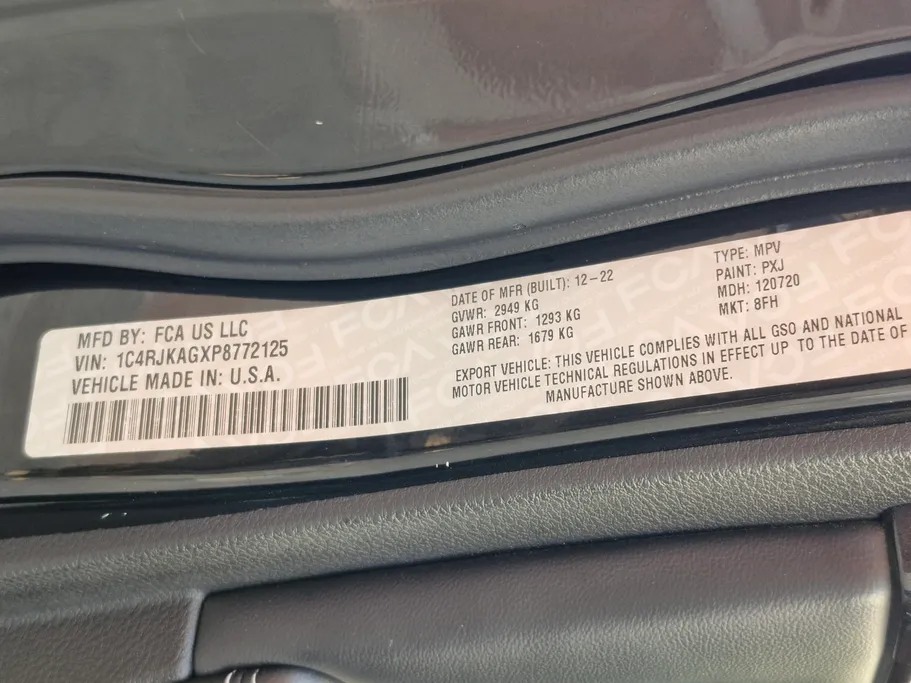 MFD BY: FCA US LLC
VIN: 1C4RJKAGXP8772125
VEHICLE MADE IN: U.S.A.
DATE OF MFR (BUILT): 12-22
GVWR: 2949 KG
GAWR FRONT: 1293 KG
GAWR REAR: 1679 KG
TYPE: MPV
PAINT: PXJ
MDH: 120720
MKT: 8FH
EXPORT VEHICLE: THIS VEHICLE COMPLIES WITH ALL GSO AND NATIONAL
MOTOR VEHICLE TECHNICAL REGULATIONS IN EFFECT UP TO THE DATE OF
MANUFACTURE SHOWN ABOVE.